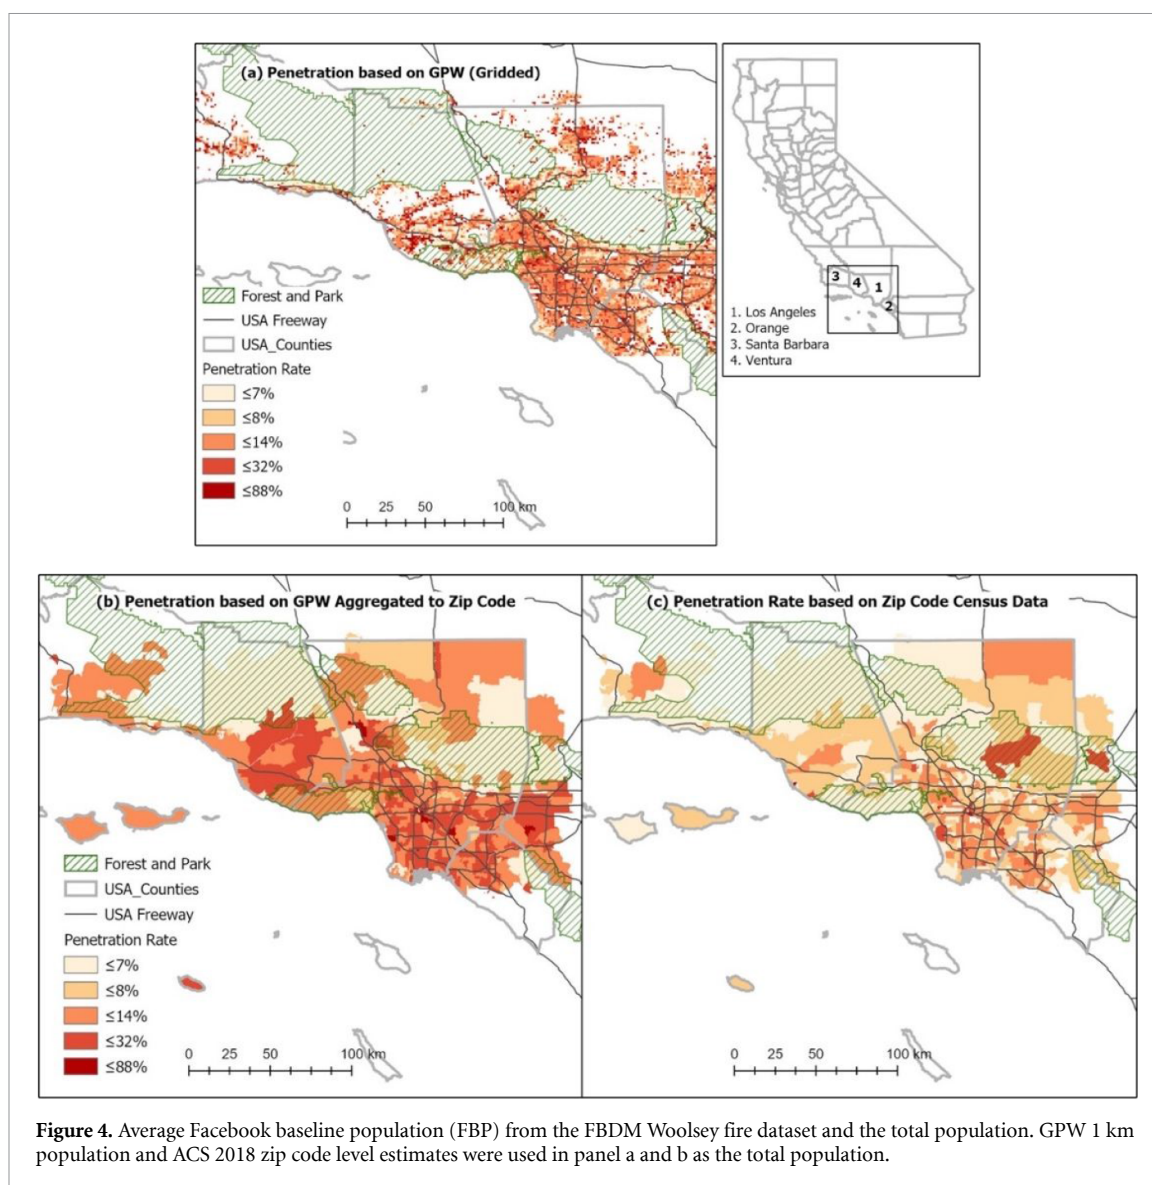 (a) Penetration based on GPW (Gridded)
Forest and Park
USA Freeway
USA_Counties
Penetration Rate
≤7%
≤8%
≤14%
≤32%
≤88%
0 25 50 100 km
3
4
1
2
1. Los Angeles
2. Orange
3. Santa Barbara
4. Ventura
(b) Penetration based on GPW Aggregated to Zip Code
Forest and Park
USA_Counties
USA Freeway
Penetration Rate
≤7%
≤8%
≤14%
≤32%
≤88%
0 25 50 100 km
(c) Penetration Rate based on Zip Code Census Data
0 25 50 100 km
Figure 4. Average Facebook baseline population (FBP) from the FBDM Woolsey fire dataset and the total population. GPW 1 km
population and ACS 2018 zip code level estimates were used in panel a and b as the total population.